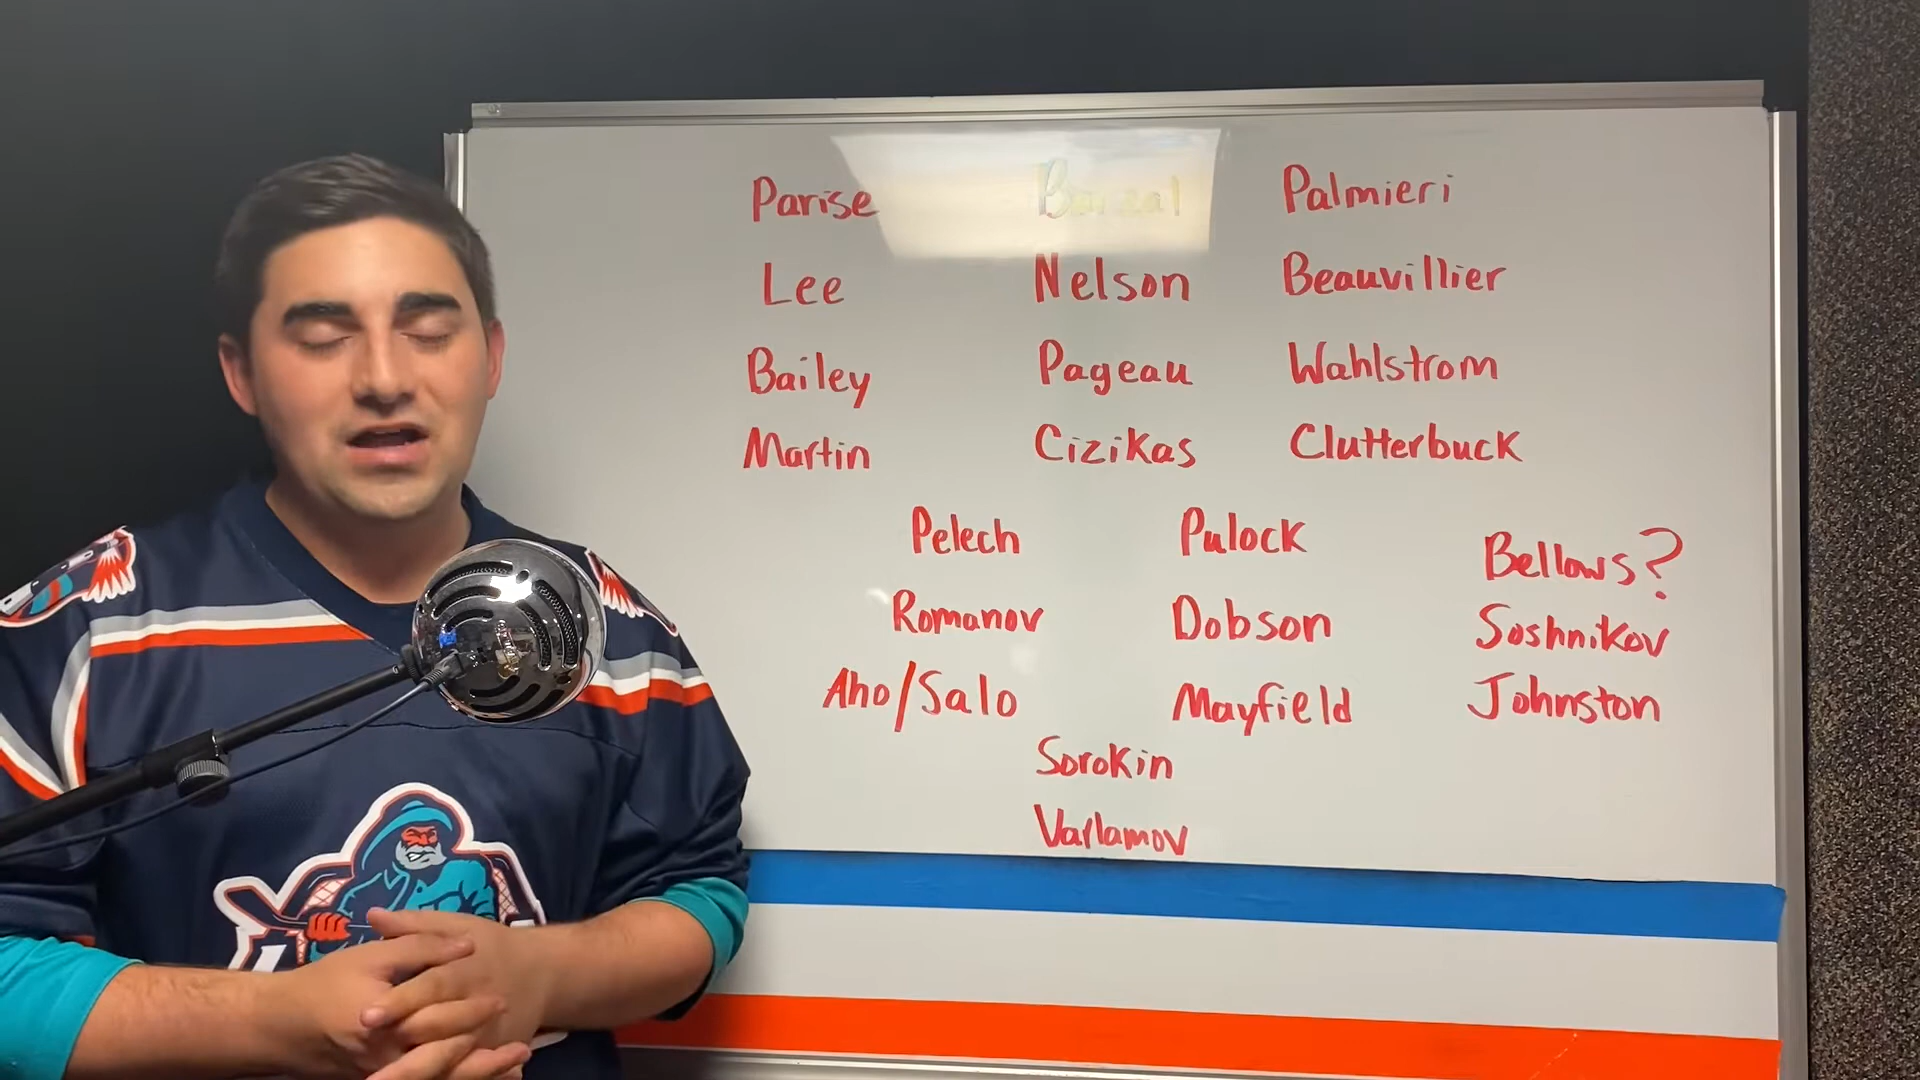 Parise Barzal Palmieri
Lee Nelson Beauvillier
Bailey Pageau Wahlstrom
Martin Cizikas Clutterbuck
Pelech Pulock Bellows?
Romanov Dobson Soshnikov
Aho/Salo Mayfield Johnston
Sorokin
Varlamov